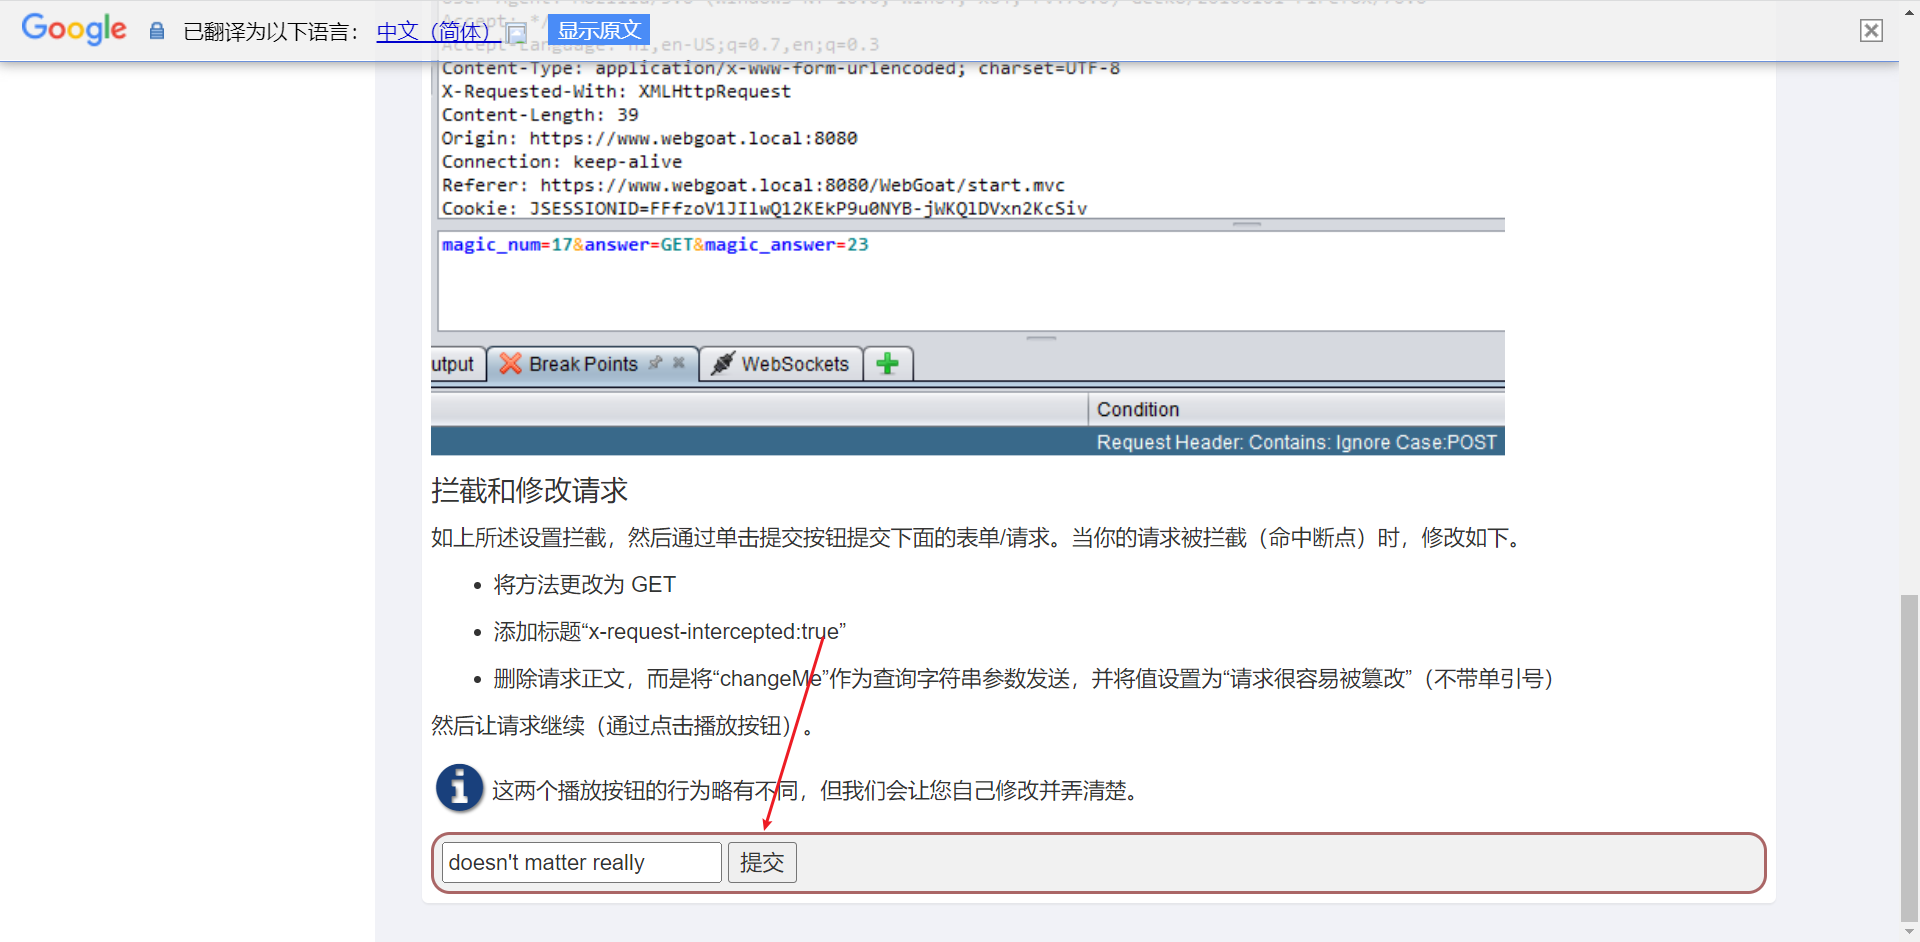 Google 已翻译为以下语言： 中文（简体） 显示原文
Accept: */
Accept-Language: nl,en-US;q=0.7,en;q=0.3
Content-Type: application/x-www-form-urlencoded; charset=UTF-8
X-Requested-With: XMLHttpRequest
Content-Length: 39
Origin: https://www.webgoat.local:8080
Connection: keep-alive
Referer: https://www.webgoat.local:8080/WebGoat/start.mvc
Cookie: JSESSIONID=FFfzoV1JIlwQ12KEkP9u0NYB-jWKQlDVxn2KcSiv
magic_num=17&answer=GET&magic_answer=23
utput Break Points WebSockets
Condition
Request Header: Contains: Ignore Case:POST
拦截和修改请求
如上所述设置拦截，然后通过单击提交按钮提交下面的表单/请求。当你的请求被拦截（命中断点）时，修改如下。
• 将方法更改为 GET
• 添加标题“x-request-intercepted:true”
• 删除请求正文，而是将“changeMe”作为查询字符串参数发送，并将值设置为“请求很容易被篡改”（不带单引号）
然后让请求继续（通过点击播放按钮）。
这两个播放按钮的行为略有不同，但我们会让您自己修改并弄清楚。
doesn't matter really 提交